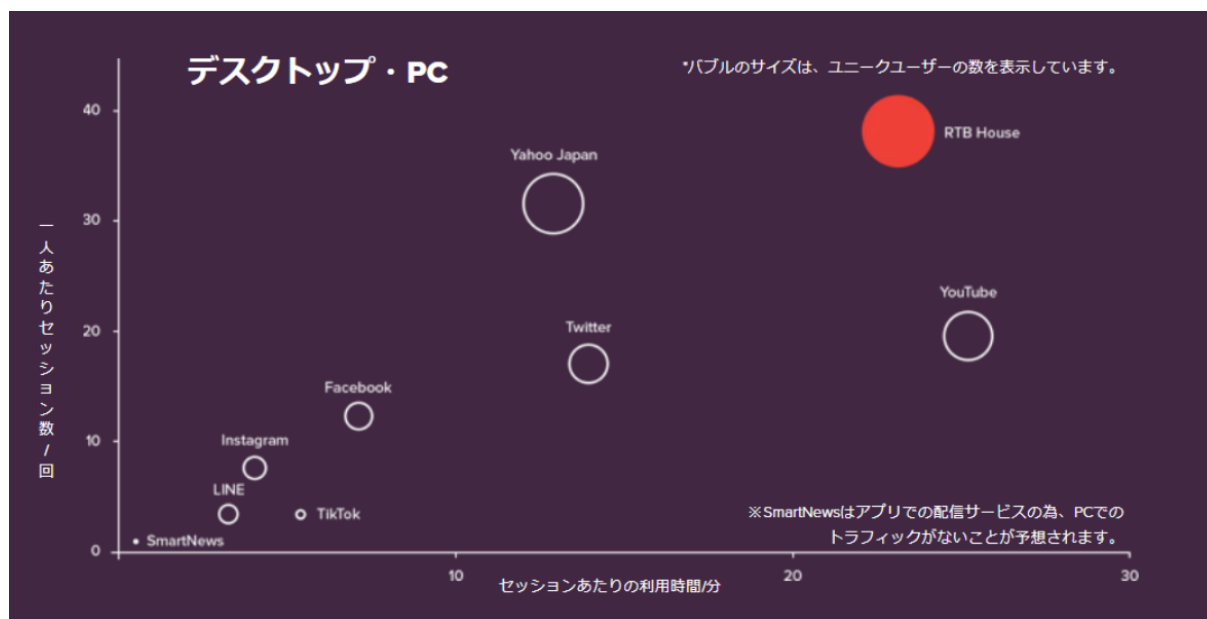 デスクトップ・PC
*バブルのサイズは、ユニークユーザーの数を表示しています。
40
RTB House
Yahoo Japan
30
一人あたりセッション数/回
YouTube
20
Twitter
Facebook
10
Instagram
LINE
TikTok
※SmartNewsはアプリでの配信サービスの為、PCでの
トラフィックがないことが予想されます。
SmartNews
0
10
20
30
セッションあたりの利用時間/分